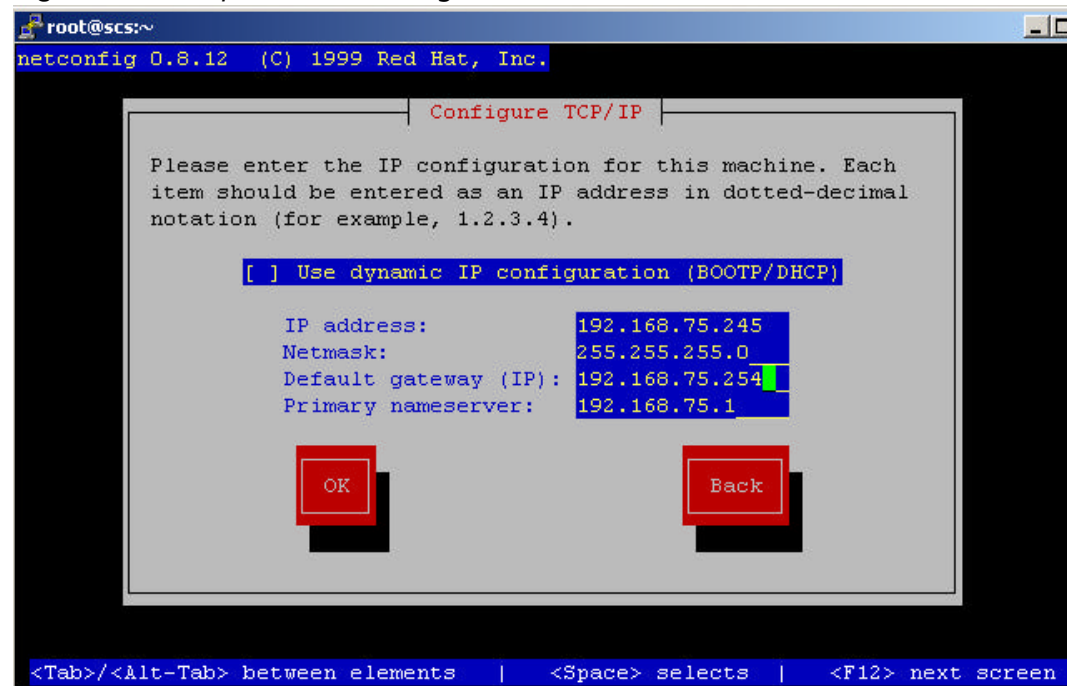 root@scs:~
netconfig 0.8.12 (C) 1999 Red Hat, Inc.
Configure TCP/IP
Please enter the IP configuration for this machine. Each
item should be entered as an IP address in dotted-decimal
notation (for example, 1.2.3.4).
[ ] Use dynamic IP configuration (BOOTP/DHCP)
IP address: 192.168.75.245
Netmask: 255.255.255.0
Default gateway (IP): 192.168.75.254
Primary nameserver: 192.168.75.1
OK Back
<Tab>/<Alt-Tab> between elements | <Space> selects | <F12> next screen